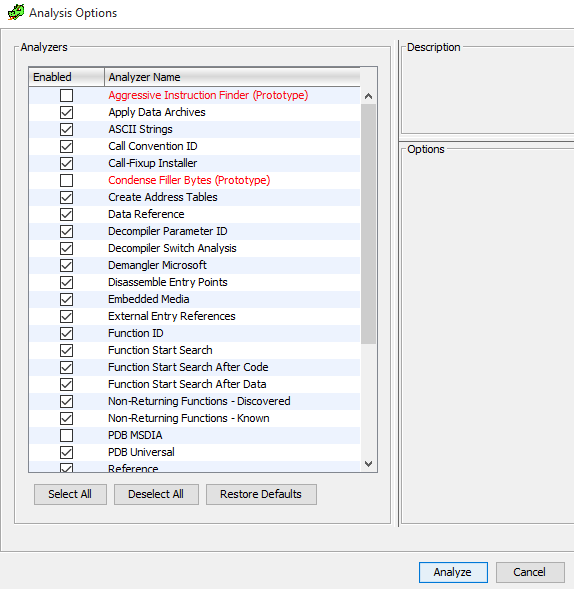 Analysis Options
Analyzers
Enabled Analyzer Name
Aggressive Instruction Finder (Prototype)
Apply Data Archives
ASCII Strings
Call Convention ID
Call-Fixup Installer
Condense Filler Bytes (Prototype)
Create Address Tables
Data Reference
Decompiler Parameter ID
Decompiler Switch Analysis
Demangler Microsoft
Disassemble Entry Points
Embedded Media
External Entry References
Function ID
Function Start Search
Function Start Search After Code
Function Start Search After Data
Non-Returning Functions - Discovered
Non-Returning Functions - Known
PDB MSDIA
PDB Universal
Reference
Select All Deselect All Restore Defaults
Description
Options
Analyze Cancel